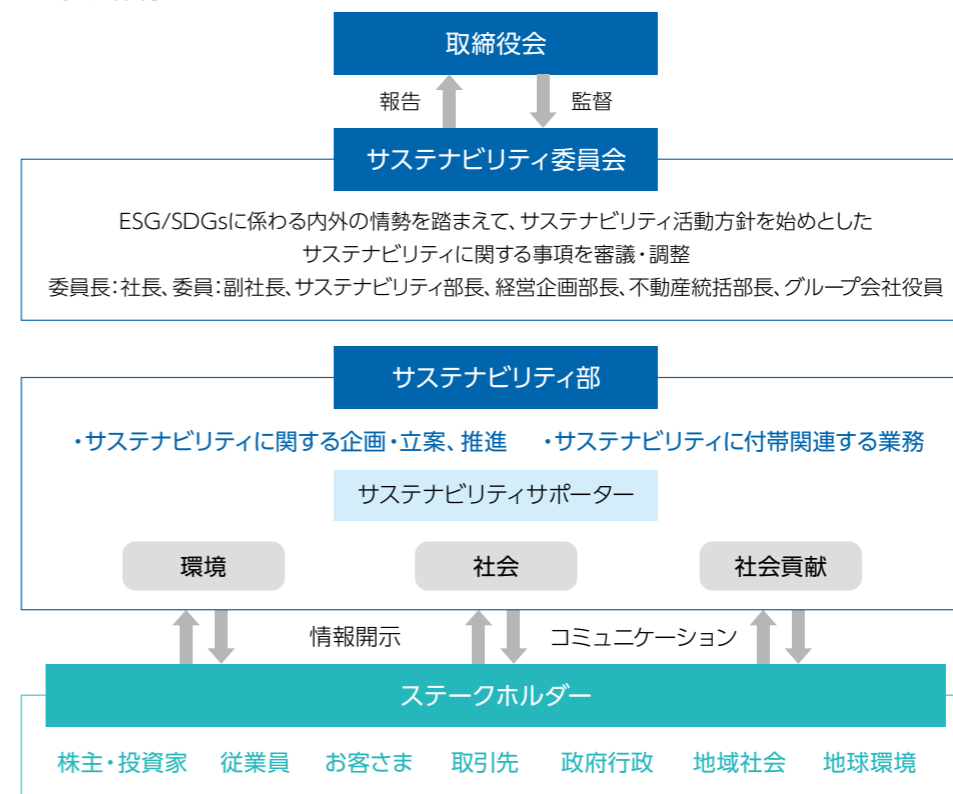 取締役会
報告
監督
サステナビリティ委員会
ESG/SDGsに係わる内外の情勢を踏まえて、サステナビリティ活動方針を始めとした
サステナビリティに関する事項を審議・調整
委員長：社長、委員：副社長、サステナビリティ部長、経営企画部長、不動産統括部長、グループ会社役員
サステナビリティ部
・サステナビリティに関する企画・立案、推進 ・サステナビリティに付帯関連する業務
サステナビリティサポーター
環境
社会
社会貢献
情報開示
コミュニケーション
ステークホルダー
株主・投資家 従業員 お客さま 取引先 政府行政 地域社会 地球環境